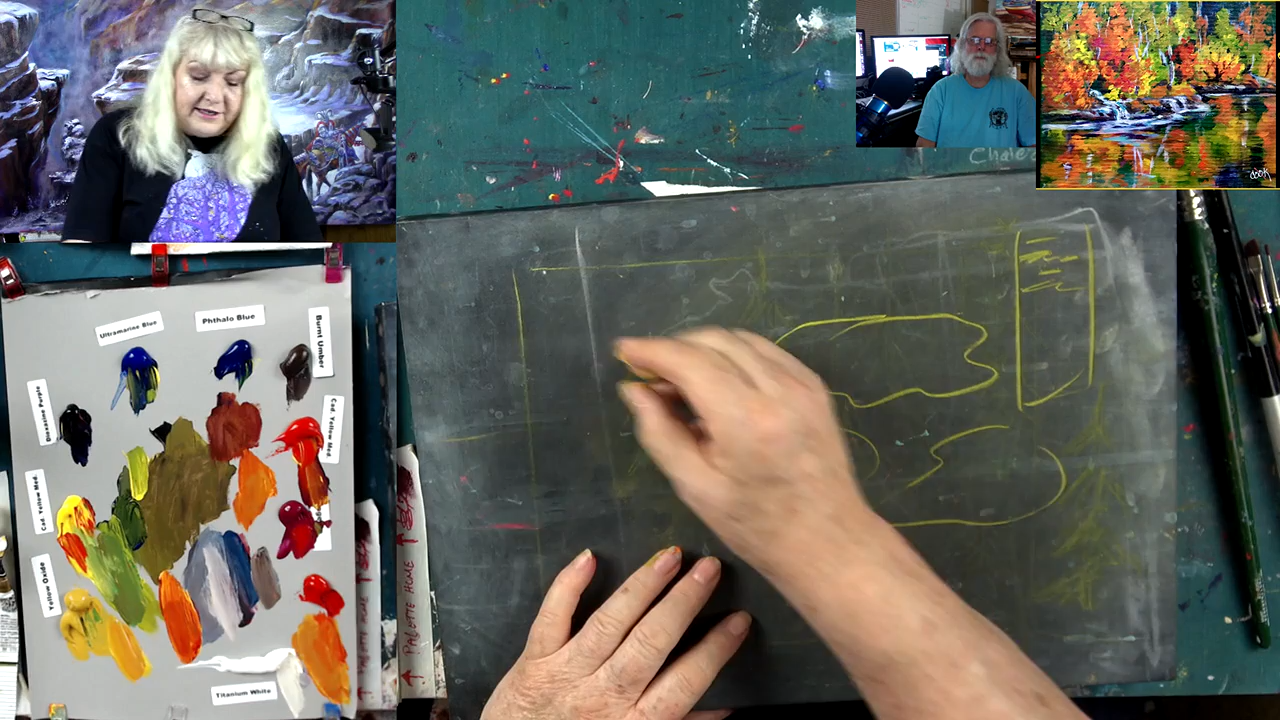 Ultramarine Blue
Phthalo Blue
Burnt Umber
Dioxazine Purple
Cad. Yellow Med.
Cad. Yellow Med.
Yellow Oxide
Titanium White
PALETTE HOME
Cook